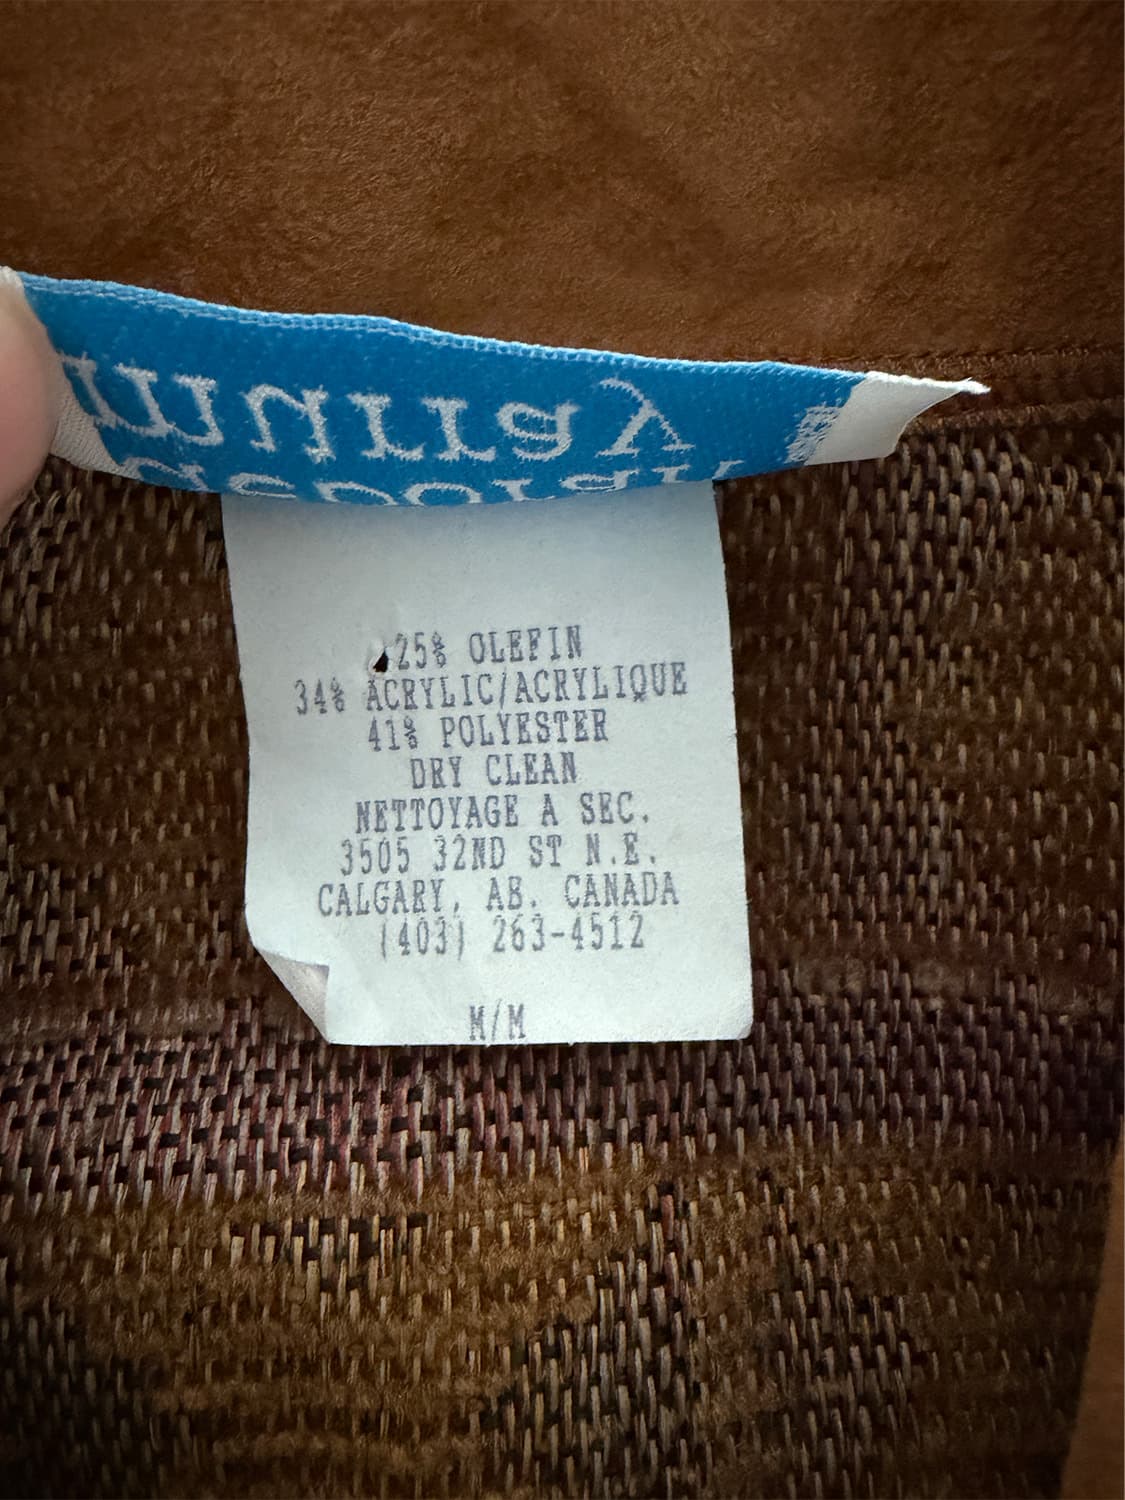 murray
25% OLEFIN
34% ACRYLIC/ACRYLIQUE
41% POLYESTER
DRY CLEAN
NETTOYAGE A SEC.
3505 32ND ST N.E.
CALGARY, AB. CANADA
(403) 263-4512
M/M